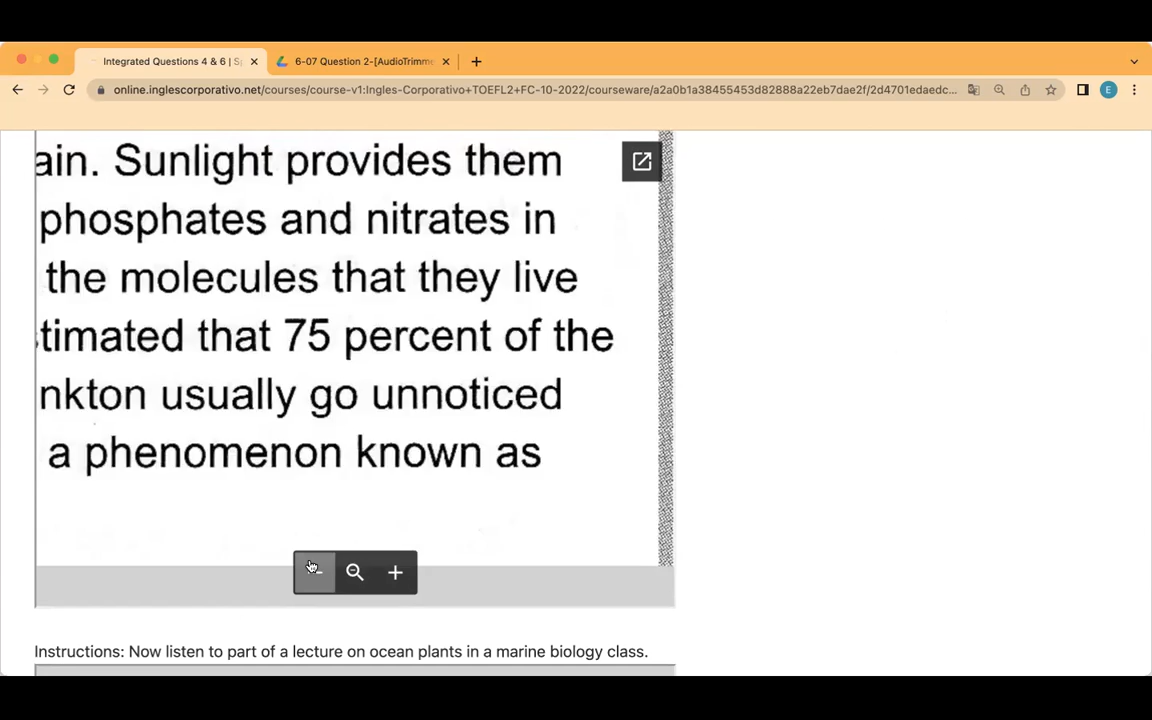 Integrated Questions 4 & 6 | S
6-07 Question 2-[AudioTrimme
online.inglescorporativo.net/courses/course-v1:Ingles-Corporativo+TOEFL2+FC-10-2022/courseware/a2a0b1a38455453d82888a22eb7dae2f/2d4701edaedc...
E
ain. Sunlight provides them
phosphates and nitrates in
the molecules that they live
timated that 75 percent of the
nkton usually go unnoticed
a phenomenon known as
Instructions: Now listen to part of a lecture on ocean plants in a marine biology class.